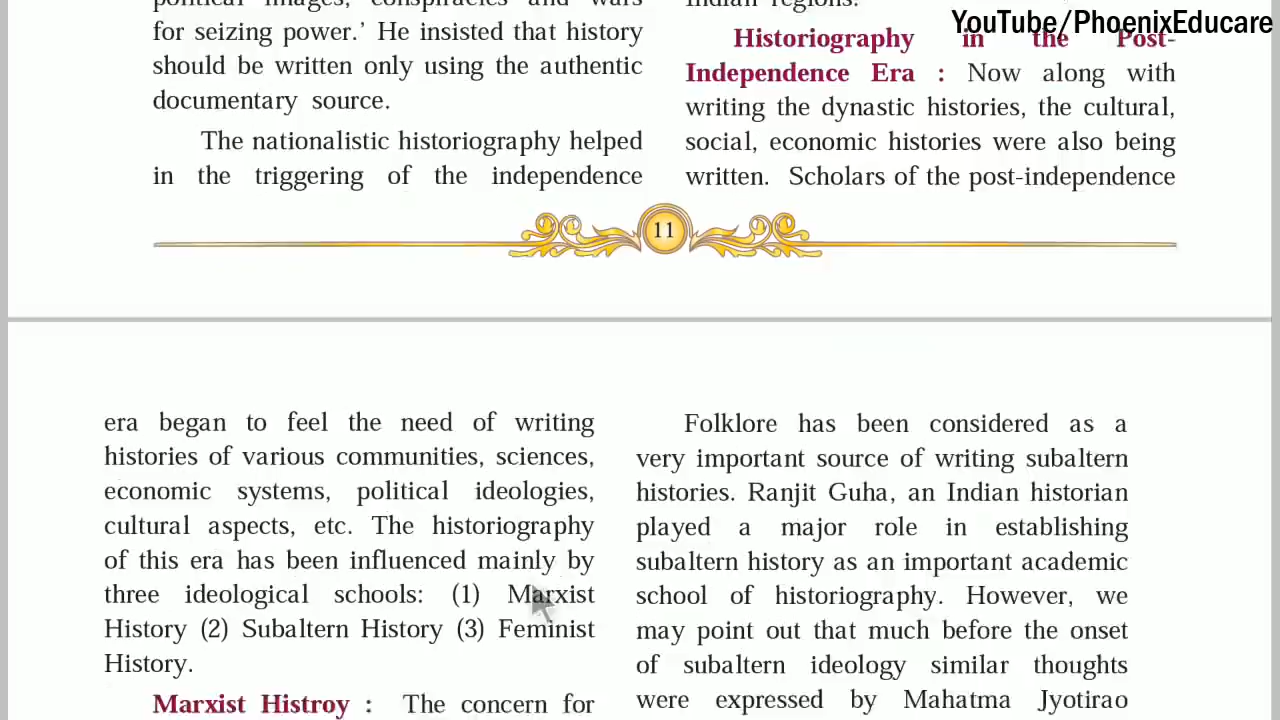 YouTube/PhoenixEducare
political images, conspiracies and wars
for seizing power.’ He insisted that history
should be written only using the authentic
documentary source.
The nationalistic historiography helped
in the triggering of the independence
Indian regions.
Historiography in the Post-
Independence Era : Now along with
writing the dynastic histories, the cultural,
social, economic histories were also being
written. Scholars of the post-independence
11
era began to feel the need of writing
histories of various communities, sciences,
economic systems, political ideologies,
cultural aspects, etc. The historiography
of this era has been influenced mainly by
three ideological schools: (1) Marxist
History (2) Subaltern History (3) Feminist
History.
Marxist Histroy : The concern for
Folklore has been considered as a
very important source of writing subaltern
histories. Ranjit Guha, an Indian historian
played a major role in establishing
subaltern history as an important academic
school of historiography. However, we
may point out that much before the onset
of subaltern ideology similar thoughts
were expressed by Mahatma Jyotirao